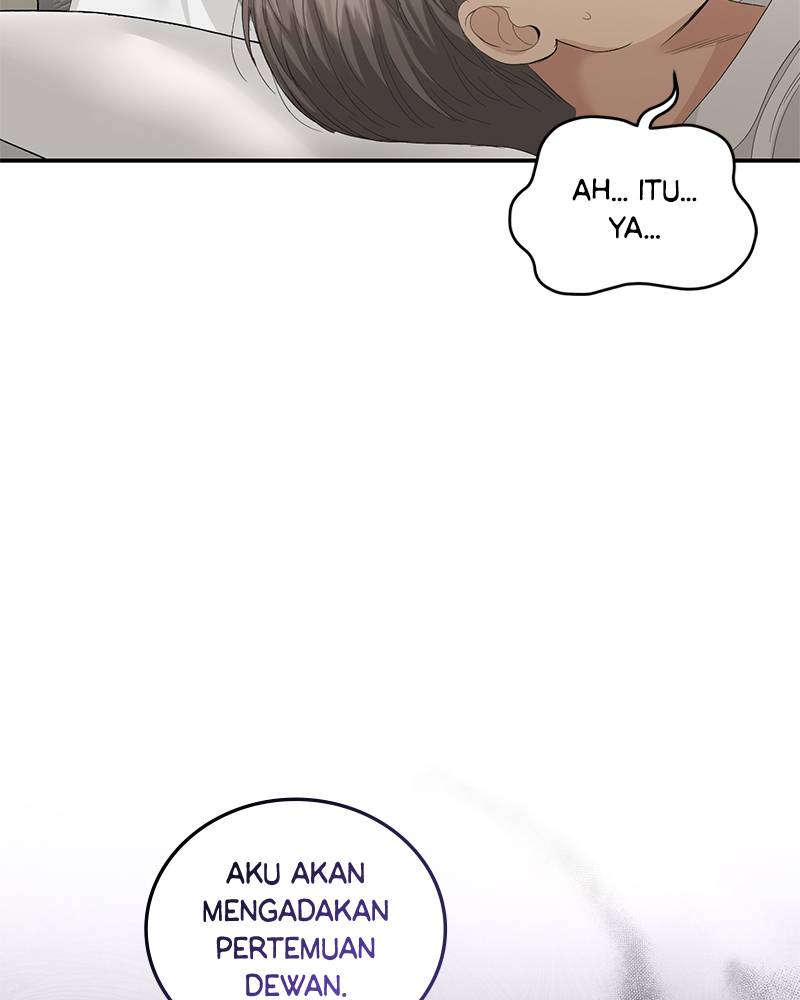 AH... ITU...
YA...
AKU AKAN
MENGADAKAN
PERTEMUAN
DEWAN.